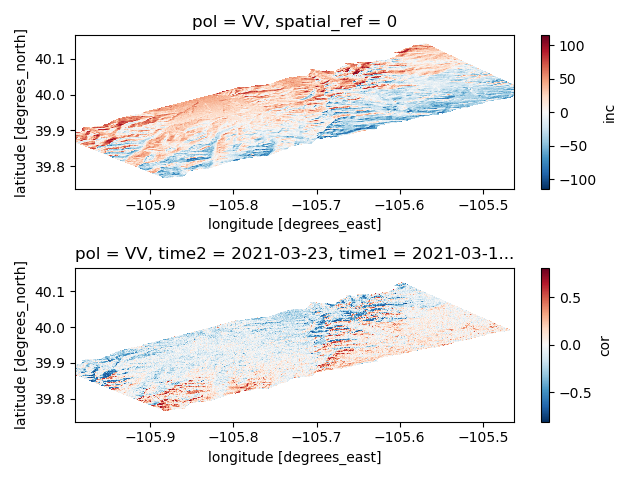 pol = VV, spatial_ref = 0
latitude [degrees_north]
40.1
40.0
39.9
39.8
−105.9 −105.8 −105.7 −105.6 −105.5
longitude [degrees_east]
100
50
0
−50
−100
inc
pol = VV, time2 = 2021-03-23, time1 = 2021-03-1...
latitude [degrees_north]
40.1
40.0
39.9
39.8
−105.9 −105.8 −105.7 −105.6 −105.5
longitude [degrees_east]
0.5
0.0
−0.5
cor